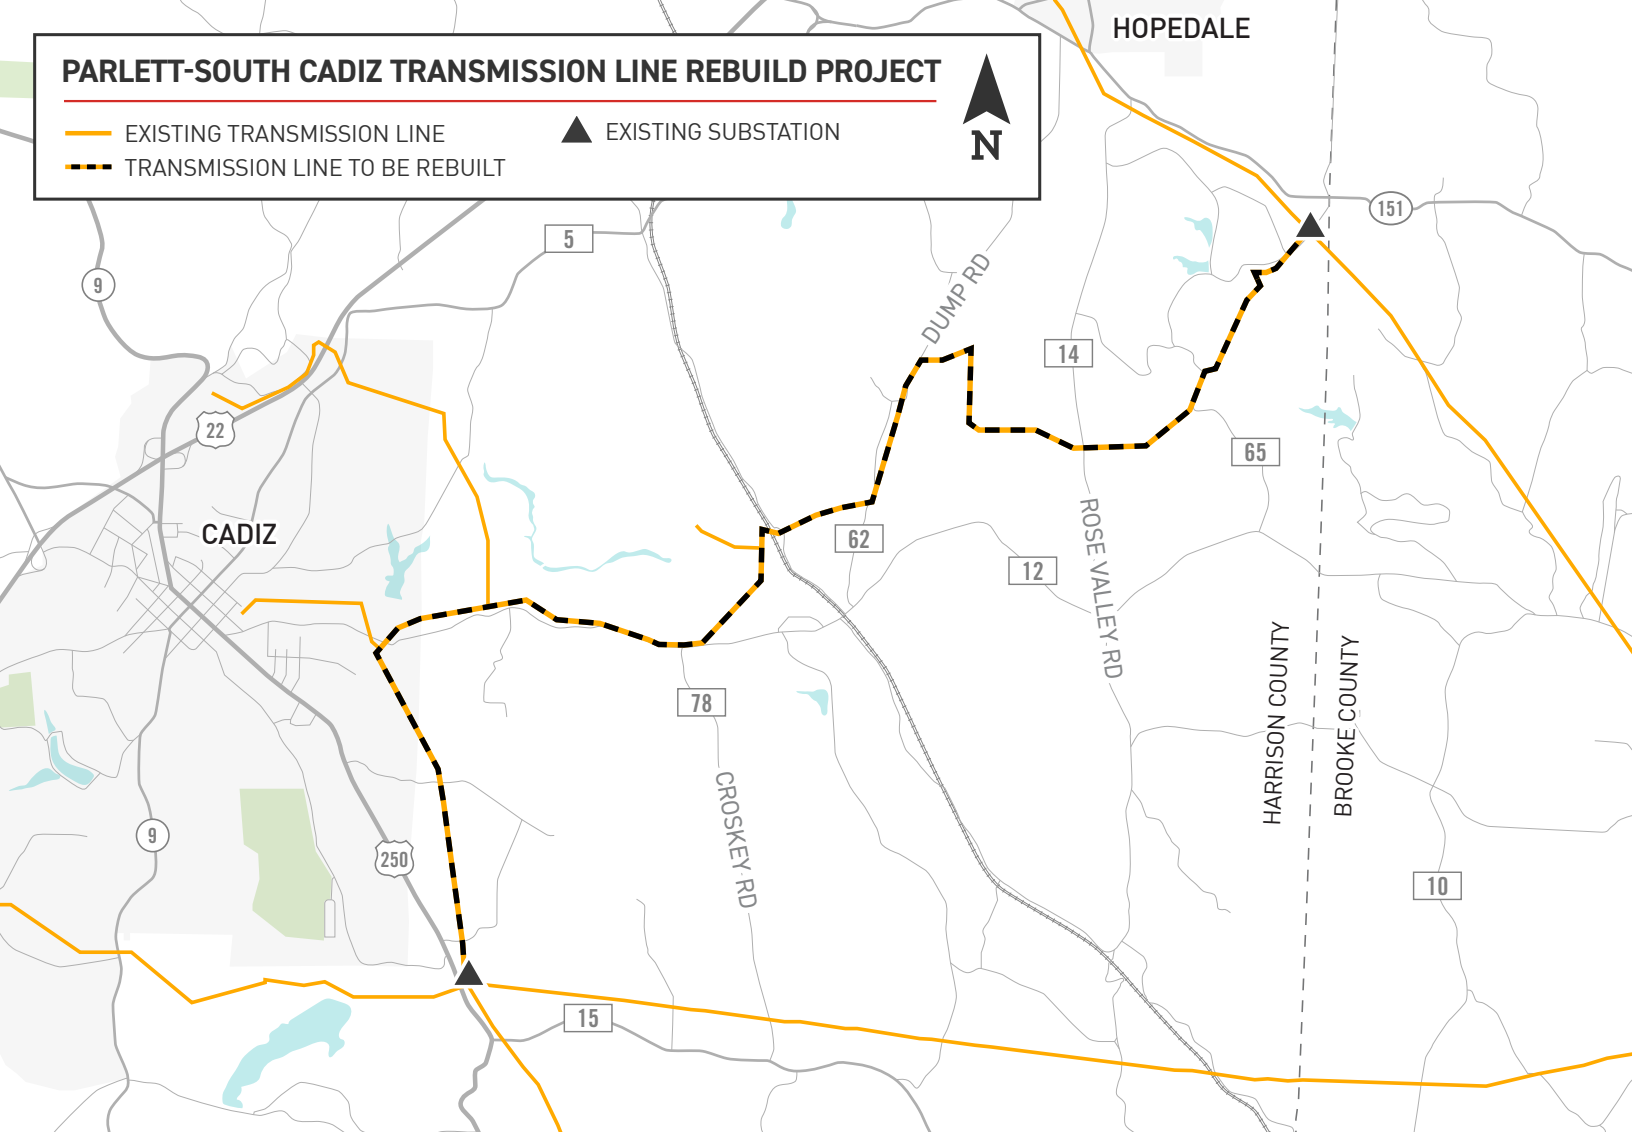 HOPEDALE
PARLETT-SOUTH CADIZ TRANSMISSION LINE REBUILD PROJECT
EXISTING TRANSMISSION LINE
EXISTING SUBSTATION
TRANSMISSION LINE TO BE REBUILT
N
151
5
9
DUMP RD
14
22
65
CADIZ
62
12
ROSE VALLEY RD
HARRISON COUNTY
BROOKE COUNTY
78
CROSKEY RD
9
250
10
15